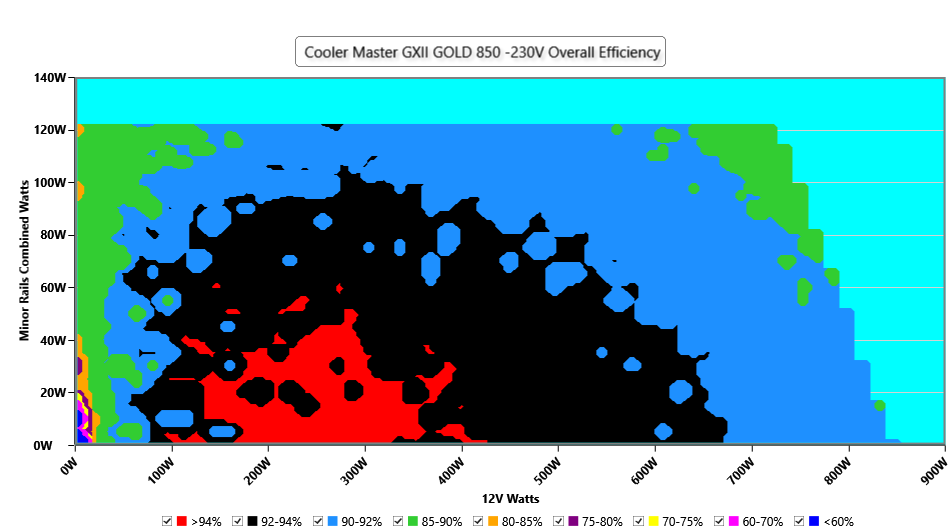 Cooler Master GXII GOLD 850 -230V Overall Efficiency
Minor Rails Combined Watts
140W
120W
100W
80W
60W
40W
20W
0W
0W 100W 200W 300W 400W 500W 600W 700W 800W 900W
12V Watts
>94% 92-94% 90-92% 85-90% 80-85% 75-80% 70-75% 60-70% <60%